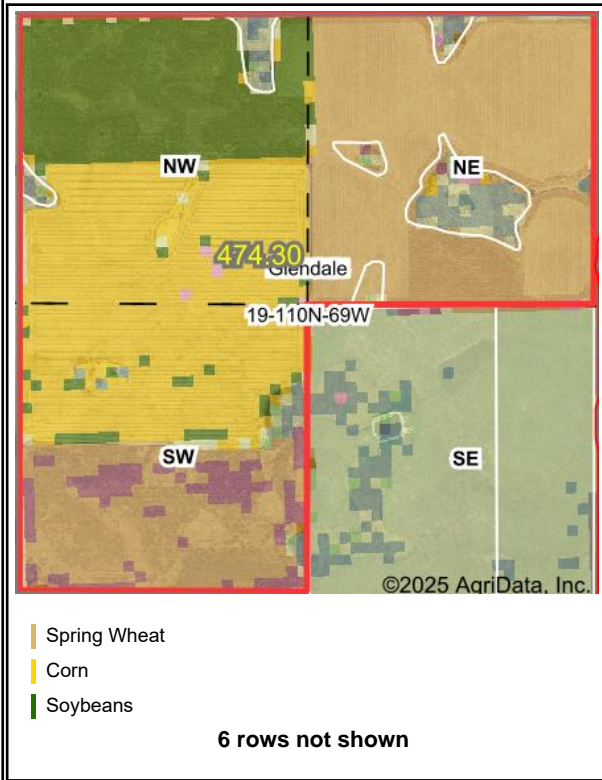 NW
NE
474.30
Glendale
19-110N-69W
SW
SE
©2025 AgriData, Inc.
Spring Wheat
Corn
Soybeans
6 rows not shown